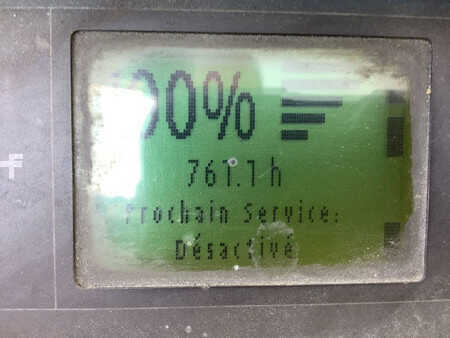 00%
761.1 h
Prochain Service:
Désactivé